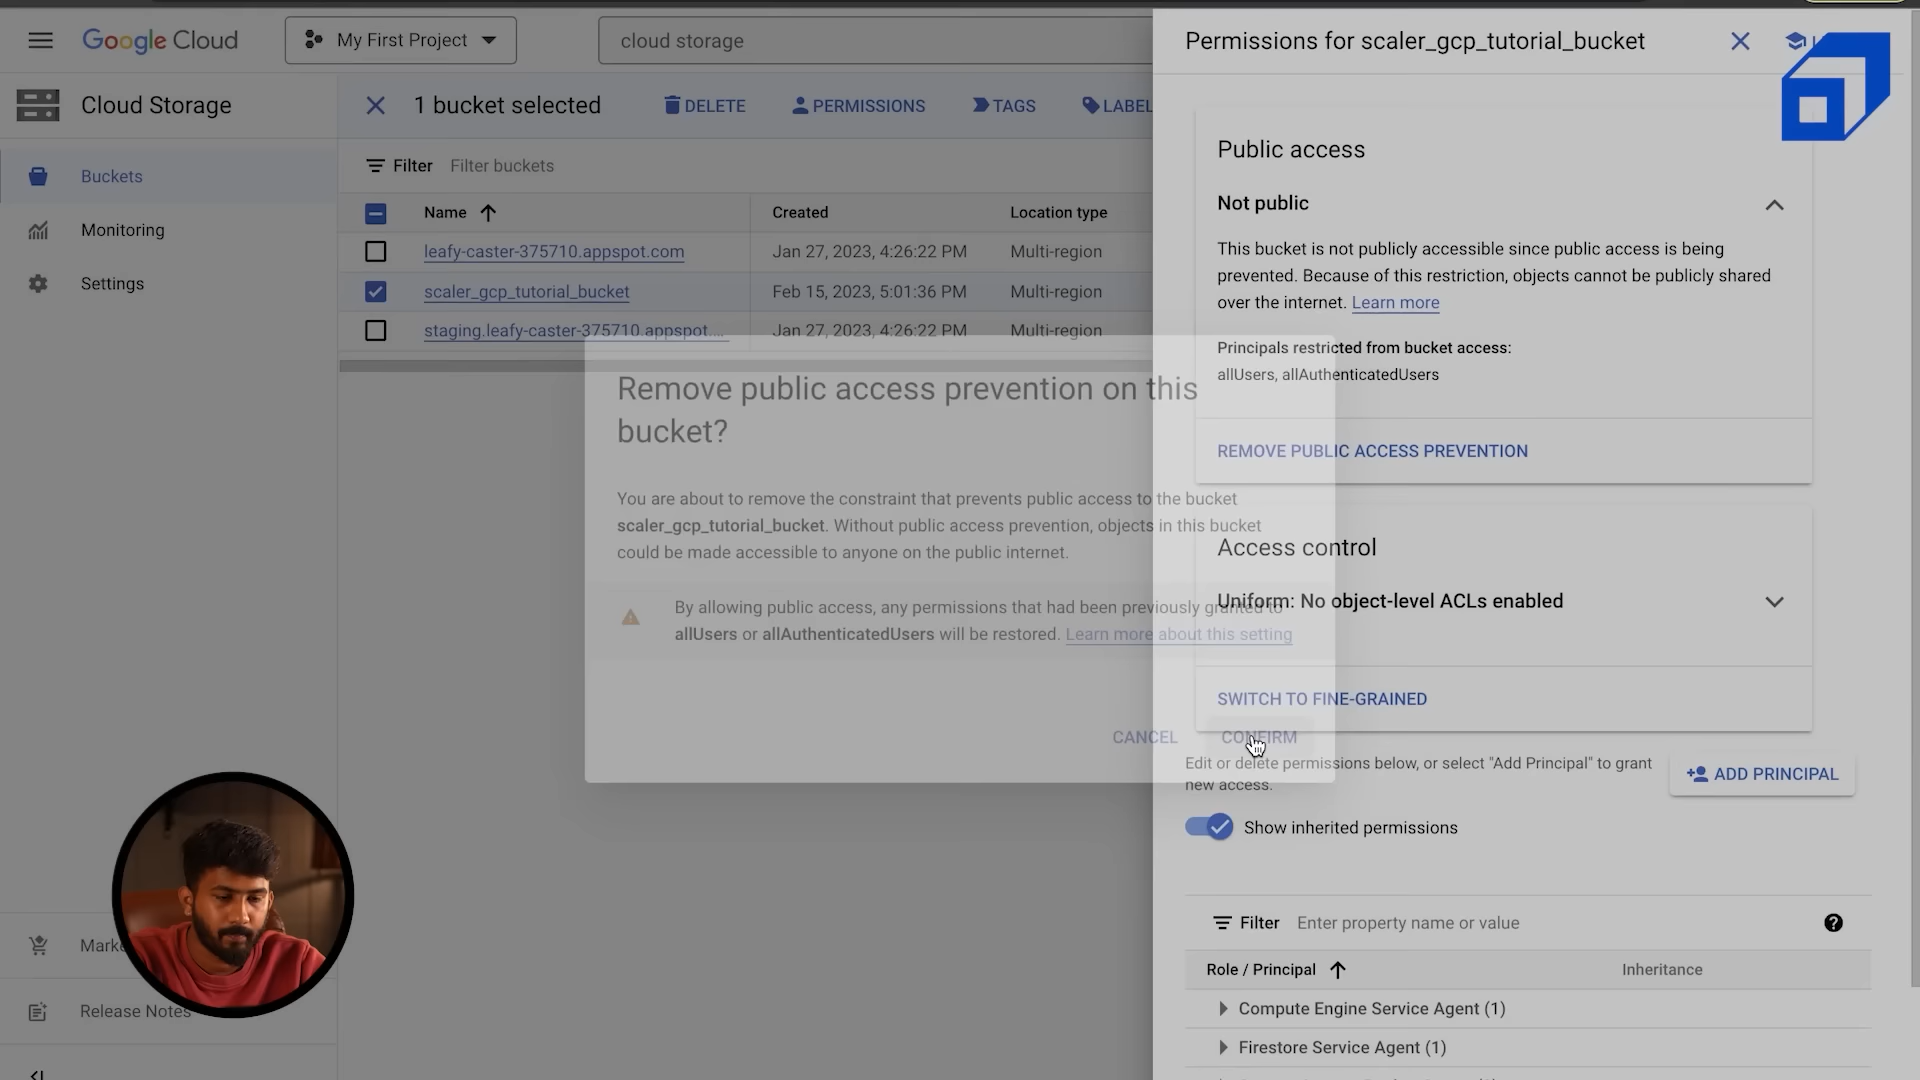 Google Cloud
My First Project
cloud storage
Permissions for scaler_gcp_tutorial_bucket
Cloud Storage
1 bucket selected
DELETE
PERMISSIONS
TAGS
LABEL
Buckets
Monitoring
Settings
Filter Filter buckets
Name Created Location type
leafy-caster-375710.appspot.com Jan 27, 2023, 4:26:22 PM Multi-region
scaler_gcp_tutorial_bucket Feb 15, 2023, 5:01:36 PM Multi-region
staging.leafy-caster-375710.appspot.... Jan 27, 2023, 4:26:22 PM Multi-region
Remove public access prevention on this
bucket?
You are about to remove the constraint that prevents public access to the bucket
scaler_gcp_tutorial_bucket. Without public access prevention, objects in this bucket
could be made accessible to anyone on the public internet.
By allowing public access, any permissions that had been previously granted to
allUsers or allAuthenticatedUsers will be restored. Learn more about this setting
CANCEL CONFIRM
Public access
Not public
This bucket is not publicly accessible since public access is being
prevented. Because of this restriction, objects cannot be publicly shared
over the internet. Learn more
Principals restricted from bucket access:
allUsers, allAuthenticatedUsers
REMOVE PUBLIC ACCESS PREVENTION
Access control
Uniform: No object-level ACLs enabled
SWITCH TO FINE-GRAINED
Edit or delete permissions below, or select "Add Principal" to grant
new access.
ADD PRINCIPAL
Show inherited permissions
Filter Enter property name or value
Role / Principal Inheritance
Compute Engine Service Agent (1)
Firestore Service Agent (1)
Marke
Release Notes